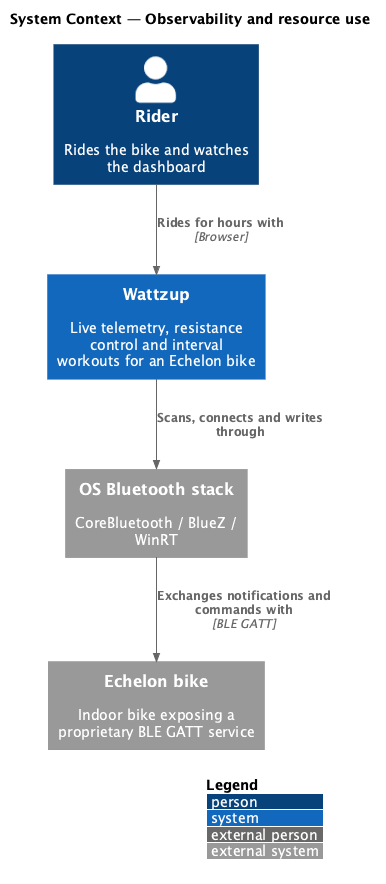 System Context — Observability and resource use
Rider
Rides the bike and watches
the dashboard
Rides for hours with
[Browser]
Wattzup
Live telemetry, resistance
control and interval
workouts for an Echelon bike
Scans, connects and writes
through
OS Bluetooth stack
CoreBluetooth / BlueZ /
WinRT
Exchanges notifications and
commands with
[BLE GATT]
Echelon bike
Indoor bike exposing a
proprietary BLE GATT service
Legend
person
system
external person
external system